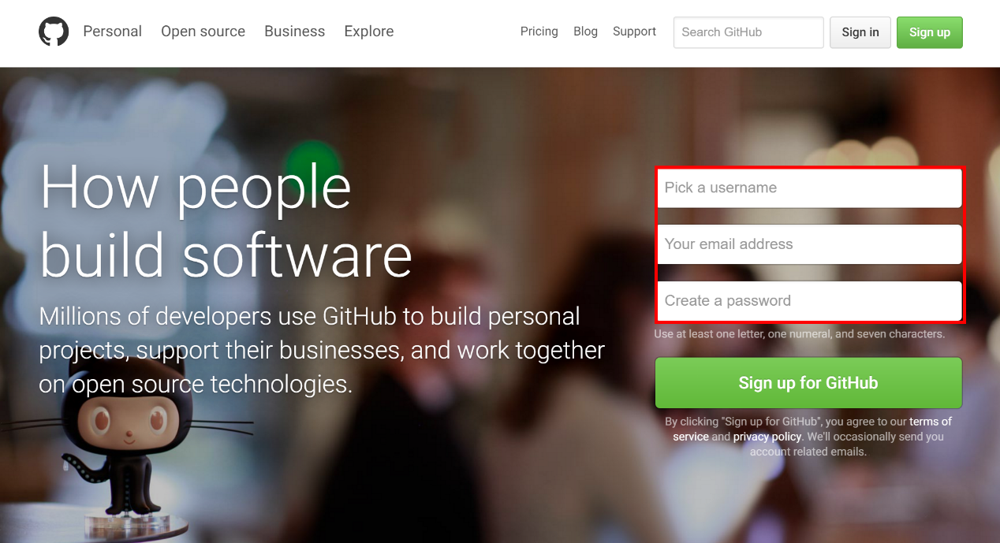 Personal Open source Business Explore Pricing Blog Support Search GitHub Sign in Sign up
How people
build software
Millions of developers use GitHub to build personal
projects, support their businesses, and work together
on open source technologies.
Pick a username
Your email address
Create a password
Use at least one letter, one numeral, and seven characters.
Sign up for GitHub
By clicking "Sign up for GitHub", you agree to our terms of
service and privacy policy. We'll occasionally send you
account related emails.